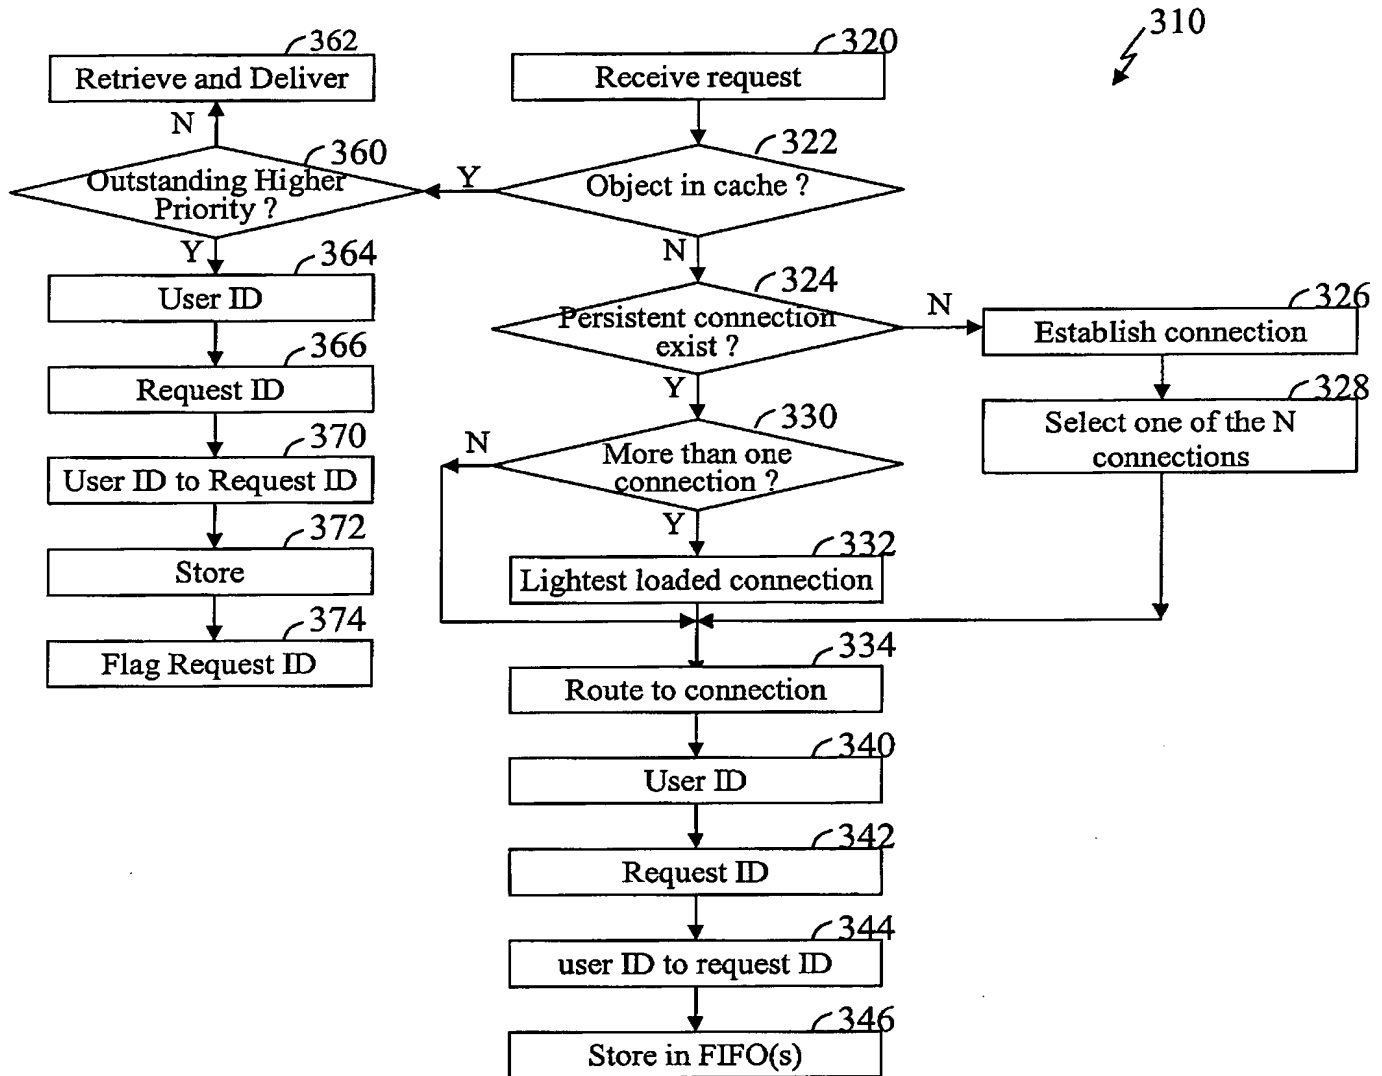 310
362
Retrieve and Deliver
N
360
Outstanding Higher
Priority ?
Y
Y
364
User ID
366
Request ID
370
User ID to Request ID
372
Store
374
Flag Request ID
320
Receive request
322
Object in cache ?
N
324
Persistent connection
exist ?
N
Y
326
Establish connection
328
Select one of the N
connections
330
More than one
connection ?
N
Y
332
Lightest loaded connection
334
Route to connection
340
User ID
342
Request ID
344
user ID to request ID
346
Store in FIFO(s)